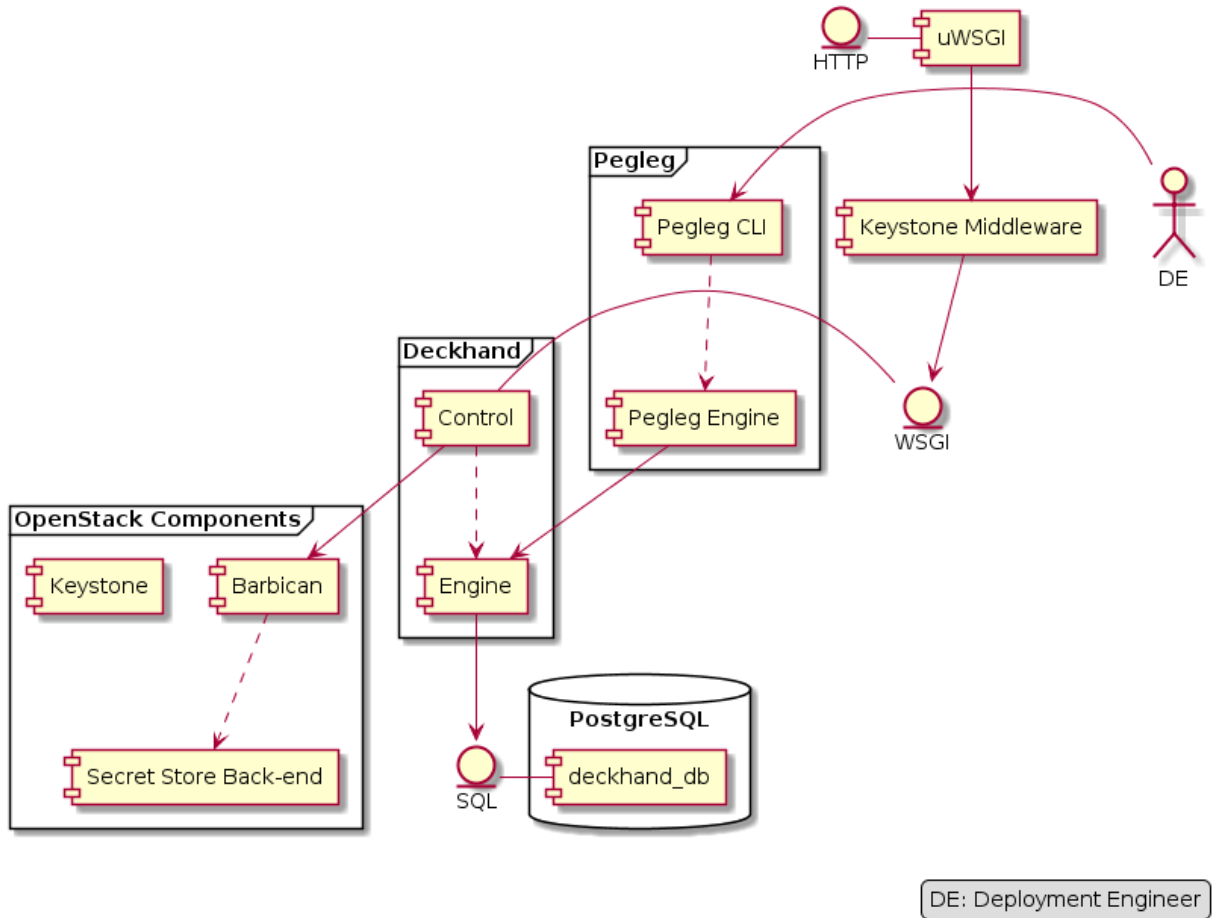 uWSGI
HTTP
Pegleg
Pegleg CLI
Keystone Middleware
DE
Deckhand
Control
Pegleg Engine
WSGI
OpenStack Components
Keystone
Barbican
Engine
PostgreSQL
Secret Store Back-end
deckhand_db
SQL
DE: Deployment Engineer